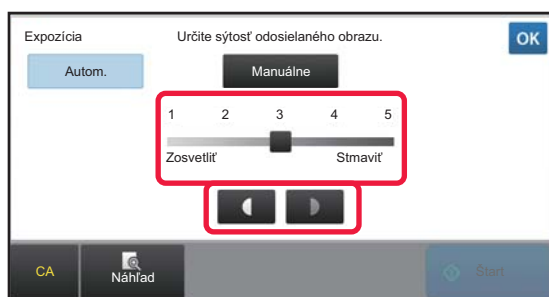 Expozícia
Určite sýtosť odosielaného obrazu.
OK
Autom.
Manuálne
1 2 3 4 5
Zosvetliť
Stmaviť
CA
Náhľad
Štart